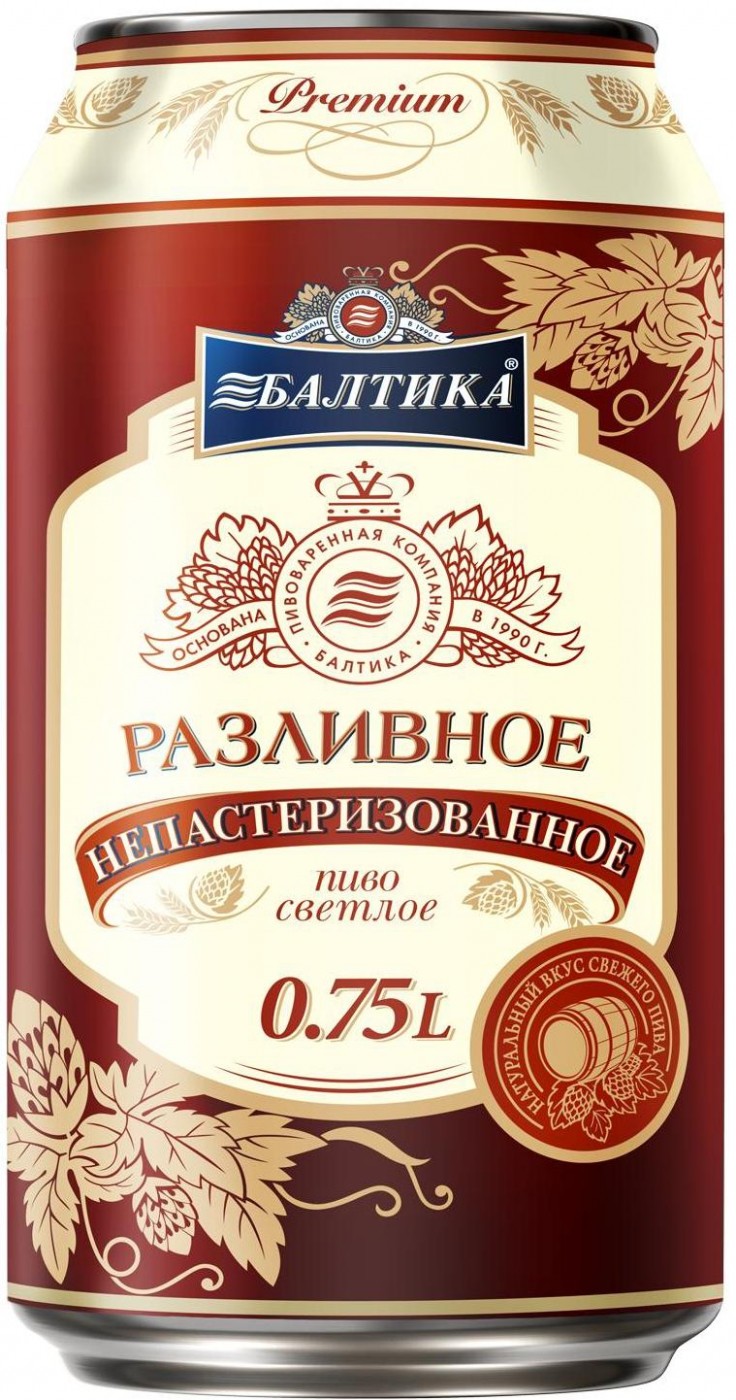 Premium
ОСНОВАНА · ПИВОВАРЕННАЯ КОМПАНИЯ · БАЛТИКА · В 1990 Г.
БАЛТИКА®
ПИВОВАРЕННАЯ КОМПАНИЯ
ОСНОВАНА
В 1990 Г.
· БАЛТИКА ·
РАЗЛИВНОЕ
НЕПАСТЕРИЗОВАННОЕ
пиво
светлое
0.75L
НАТУРАЛЬНЫЙ ВКУС СВЕЖЕГО ПИВА